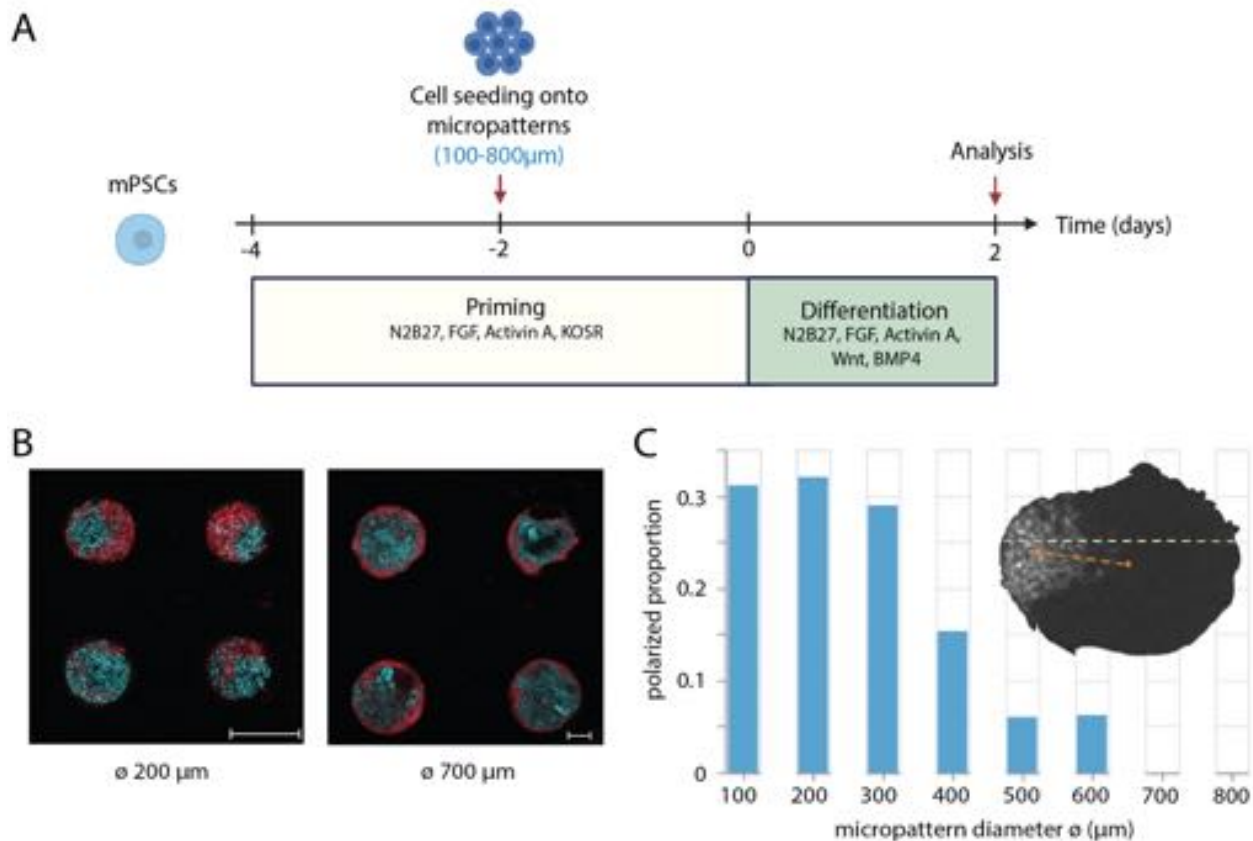 A
Cell seeding onto
micropatterns
(100-800µm)
Analysis
mPSCs
Time (days)
-4
-2
0
2
Priming
N2B27, FGF, Activin A, KOSR
Differentiation
N2B27, FGF, Activin A,
Wnt, BMP4
B
ø 200 µm
ø 700 µm
C
polarized proportion
0.3
0.2
0.1
0
100 200 300 400 500 600 700 800
micropattern diameter ø (µm)